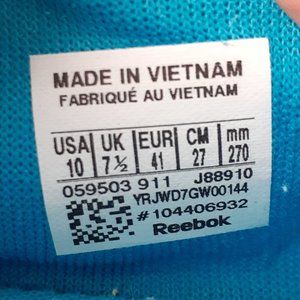 MADE IN VIETNAM
FABRIQUÉ AU VIETNAM
USA UK EUR CM mm
10 7½ 41 27 270
059503 911 J88910
YRJWD7GW00144
#104406932
Reebok